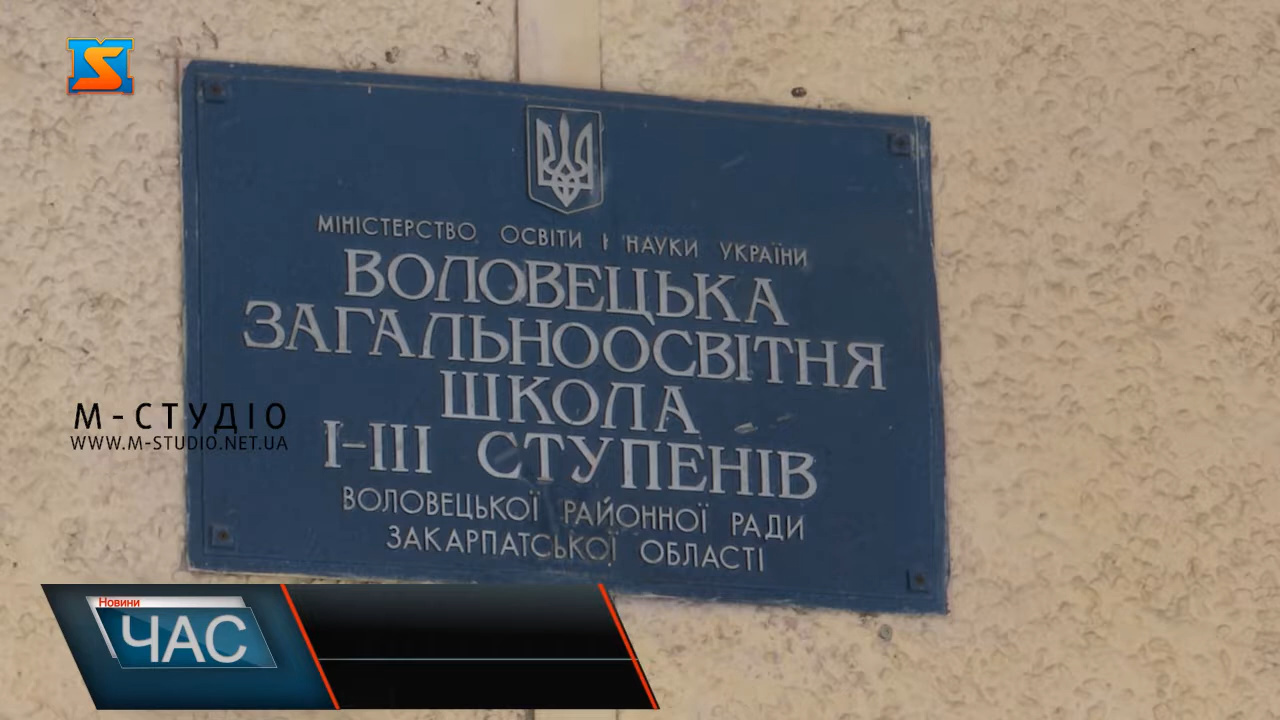 МІНІСТЕРСТВО ОСВІТИ І НАУКИ УКРАЇНИ
ВОЛОВЕЦЬКА
ЗАГАЛЬНООСВІТНЯ
ШКОЛА
І-ІІІ СТУПЕНІВ
ВОЛОВЕЦЬКОЇ РАЙОННОЇ РАДИ
ЗАКАРПАТСЬКОЇ ОБЛАСТІ
М-СТУДІО
WWW.M-STUDIO.NET.UA
Новини
ЧАС